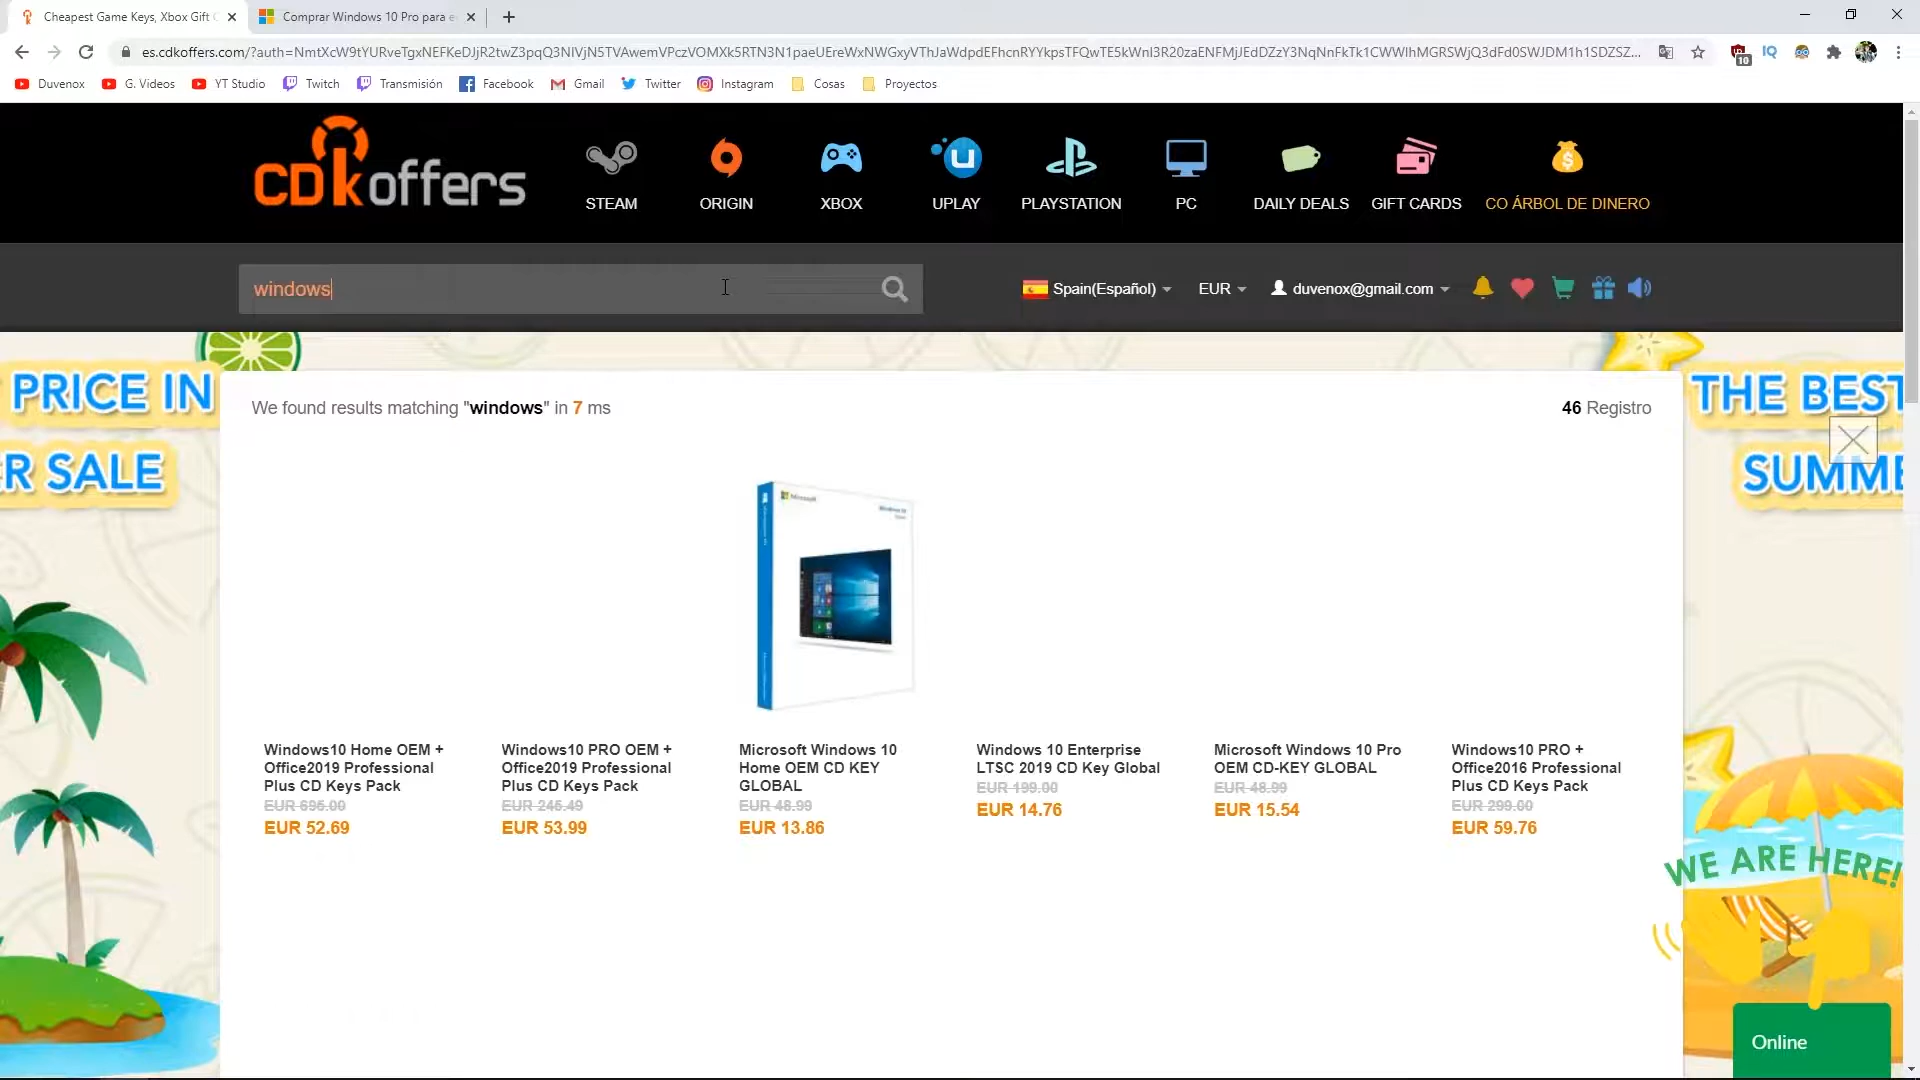 Cheapest Game Keys, Xbox Gift C
Comprar Windows 10 Pro para e
es.cdkoffers.com/?auth=
10
IQ
Duvenox
G. Videos
YT Studio
Twitch
Transmisión
Facebook
Gmail
Twitter
Instagram
Cosas
Proyectos
CDkoffers
STEAM
ORIGIN
XBOX
UPLAY
PLAYSTATION
PC
DAILY DEALS
GIFT CARDS
CO ÁRBOL DE DINERO
windows
Spain(Español)
EUR
duvenox@gmail.com
PRICE IN
R SALE
THE BEST
SUMME
We found results matching "windows" in 7 ms
46 Registro
Microsoft
Windows10 Home OEM +
Office2019 Professional
Plus CD Keys Pack
EUR 695.00
EUR 52.69
Windows10 PRO OEM +
Office2019 Professional
Plus CD Keys Pack
EUR 245.49
EUR 53.99
Microsoft Windows 10
Home OEM CD KEY
GLOBAL
EUR 48.99
EUR 13.86
Windows 10 Enterprise
LTSC 2019 CD Key Global
EUR 199.00
EUR 14.76
Microsoft Windows 10 Pro
OEM CD-KEY GLOBAL
EUR 48.99
EUR 15.54
Windows10 PRO +
Office2016 Professional
Plus CD Keys Pack
EUR 299.00
EUR 59.76
WE ARE HERE!
Online